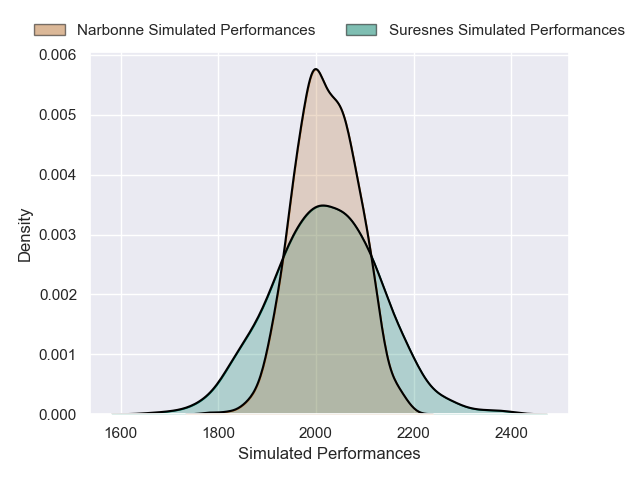 Narbonne Simulated Performances Suresnes Simulated Performances
0.006
0.005
0.004
0.003
0.002
0.001
0.000
Density
1600 1800 2000 2200 2400
Simulated Performances